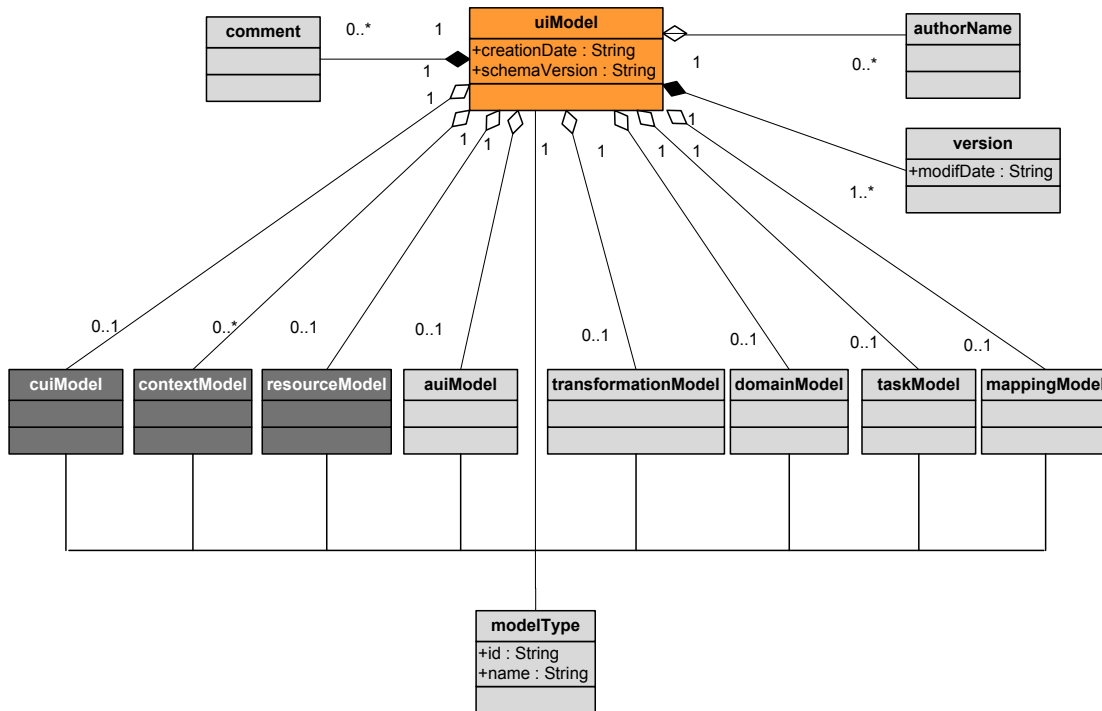 comment
0..*
1
uiModel
+creationDate : String
+schemaVersion : String
authorName
0..*
1
1
1
version
+modifDate : String
1..*
1
1
1
1
1
1
1
0..1
0..*
0..1
0..1
0..1
0..1
0..1
0..1
cuiModel
contextModel
resourceModel
auiModel
transformationModel
domainModel
taskModel
mappingModel
modelType
+id : String
+name : String